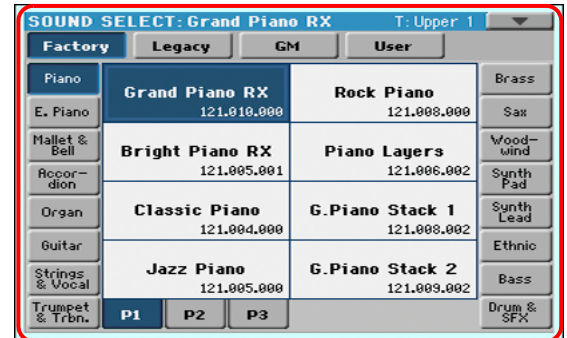 SOUND SELECT:Grand Piano RX T:Upper 1
Factory Legacy GM User
Piano
E. Piano
Mallet &
Bell
Accor-
dion
Organ
Guitar
Strings
& Vocal
Trumpet
& Trbn.
Grand Piano RX
121.010.000
Rock Piano
121.008.000
Bright Piano RX
121.005.001
Piano Layers
121.006.002
Classic Piano
121.004.000
G.Piano Stack 1
121.008.002
Jazz Piano
121.005.000
G.Piano Stack 2
121.009.002
P1 P2 P3
Brass
Sax
Wood-
wind
Synth
Pad
Synth
Lead
Ethnic
Bass
Drum &
SFX